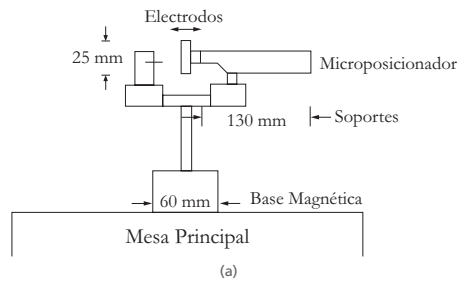 Electrodos
25 mm
Microposicionador
130 mm
Soportes
60 mm
Base Magnética
Mesa Principal
(a)